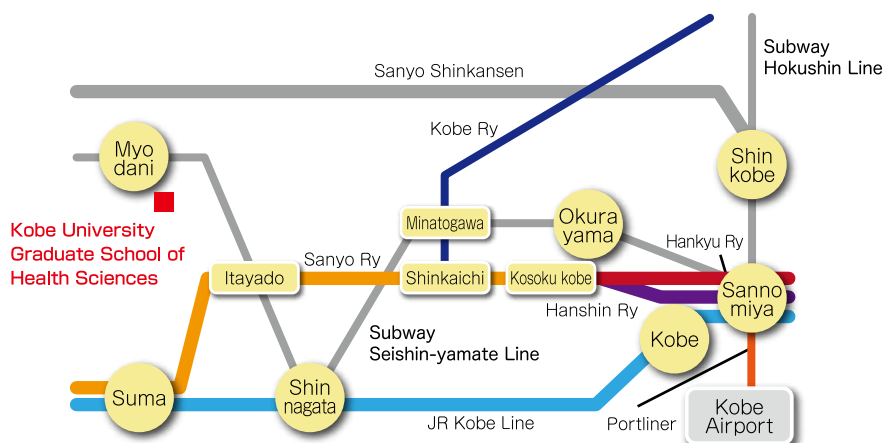 Subway
Hokushin Line
Sanyo Shinkansen
Kobe Ry
Myo
dani
Shin
kobe
Kobe University
Graduate School of
Health Sciences
Minatogawa
Okura
yama
Hankyu Ry
Sanyo Ry
Itayado
Shinkaichi
Kosoku kobe
Sanno
miya
Hanshin Ry
Subway
Seishin-yamate Line
Kobe
Suma
Shin
nagata
JR Kobe Line
Portliner
Kobe
Airport